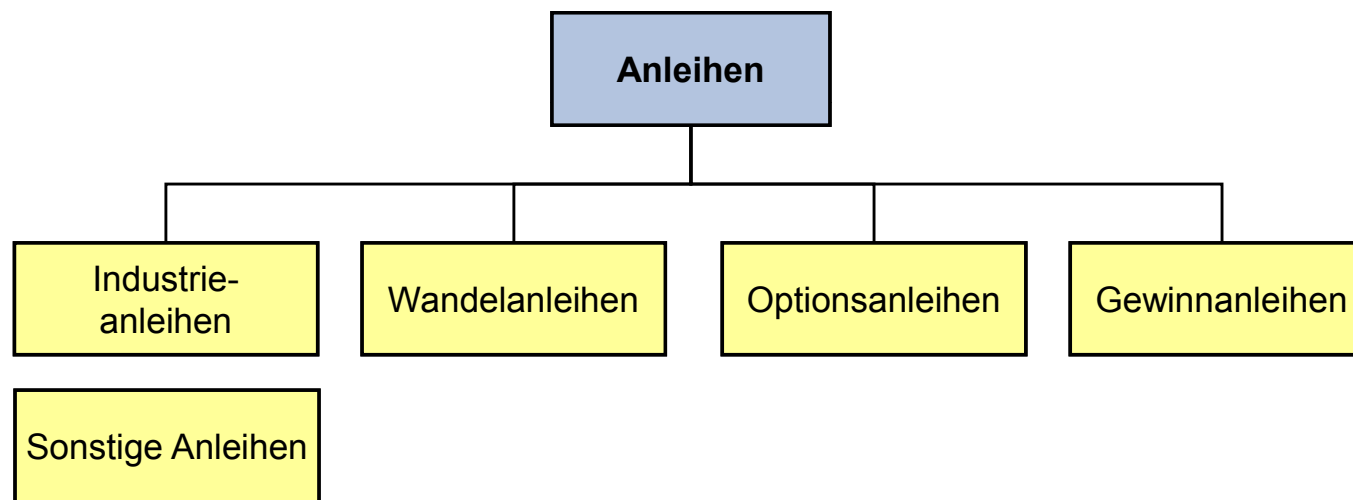 Anleihen
Industrie-
anleihen
Wandelanleihen
Optionsanleihen
Gewinnanleihen
Sonstige Anleihen